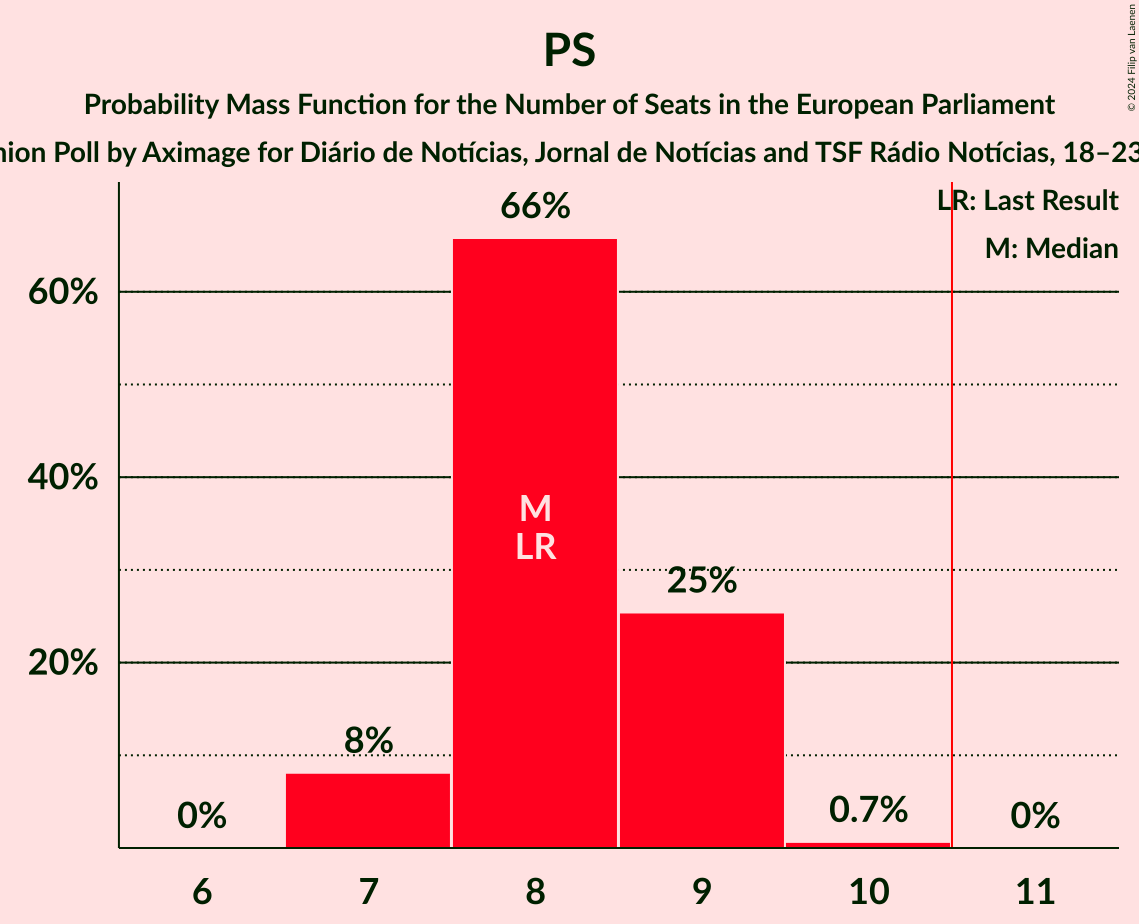 PS
Probability Mass Function for the Number of Seats in the European Parliament
nion Poll by Aximage for Diário de Notícias, Jornal de Notícias and TSF Rádio Notícias, 18–23
© 2024 Filip van Laenen
LR: Last Result
M: Median
66%
60%
40%
M
LR
25%
20%
8%
0%
0.7%
0%
6
7
8
9
10
11